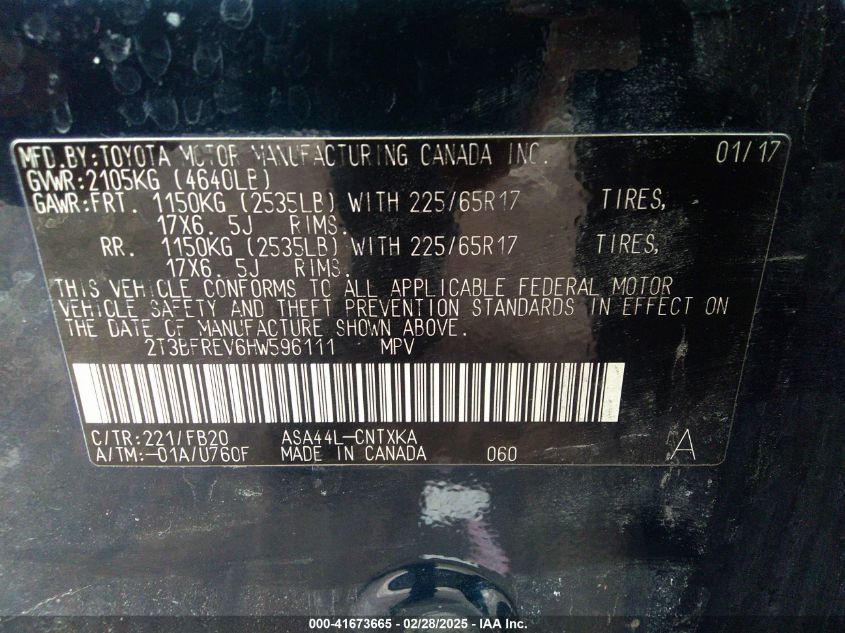 MFD.BY:TOYOTA MOTOR MANUFACTURING CANADA INC. 01/17
GVWR:2105KG (4640LB)
GAWR:FRT. 1150KG (2535LB) WITH 225/65R17 TIRES,
17X6.5J RIMS.
RR. 1150KG (2535LB) WITH 225/65R17 TIRES,
17X6.5J RIMS.
THIS VEHICLE CONFORMS TO ALL APPLICABLE FEDERAL MOTOR
VEHICLE SAFETY AND THEFT PREVENTION STANDARDS IN EFFECT ON
THE DATE OF MANUFACTURE SHOWN ABOVE.
2T3BFREV6HW596111 MPV
C/TR:221/FB20 ASA44L-CNTXKA
A/TM:-01A/U760F MADE IN CANADA 060 A
000-41673665 - 02/28/2025 - IAA Inc.